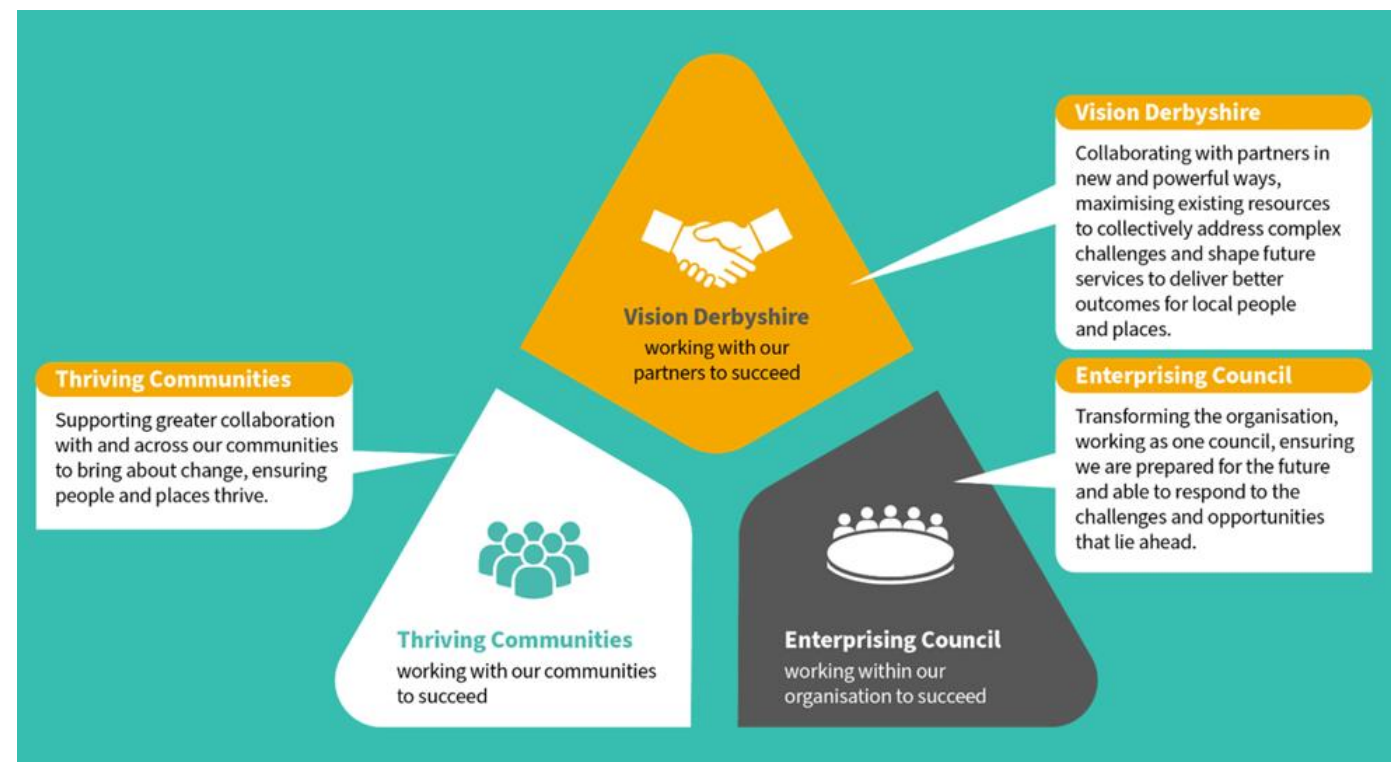 Vision Derbyshire
Collaborating with partners in
new and powerful ways,
maximising existing resources
to collectively address complex
challenges and shape future
services to deliver better
outcomes for local people
and places.
Vision Derbyshire
working with our
partners to succeed
Thriving Communities
Supporting greater collaboration
with and across our communities
to bring about change, ensuring
people and places thrive.
Enterprising Council
Transforming the organisation,
working as one council, ensuring
we are prepared for the future
and able to respond to the
challenges and opportunities
that lie ahead.
Thriving Communities
working with our communities
to succeed
Enterprising Council
working within our
organisation to succeed